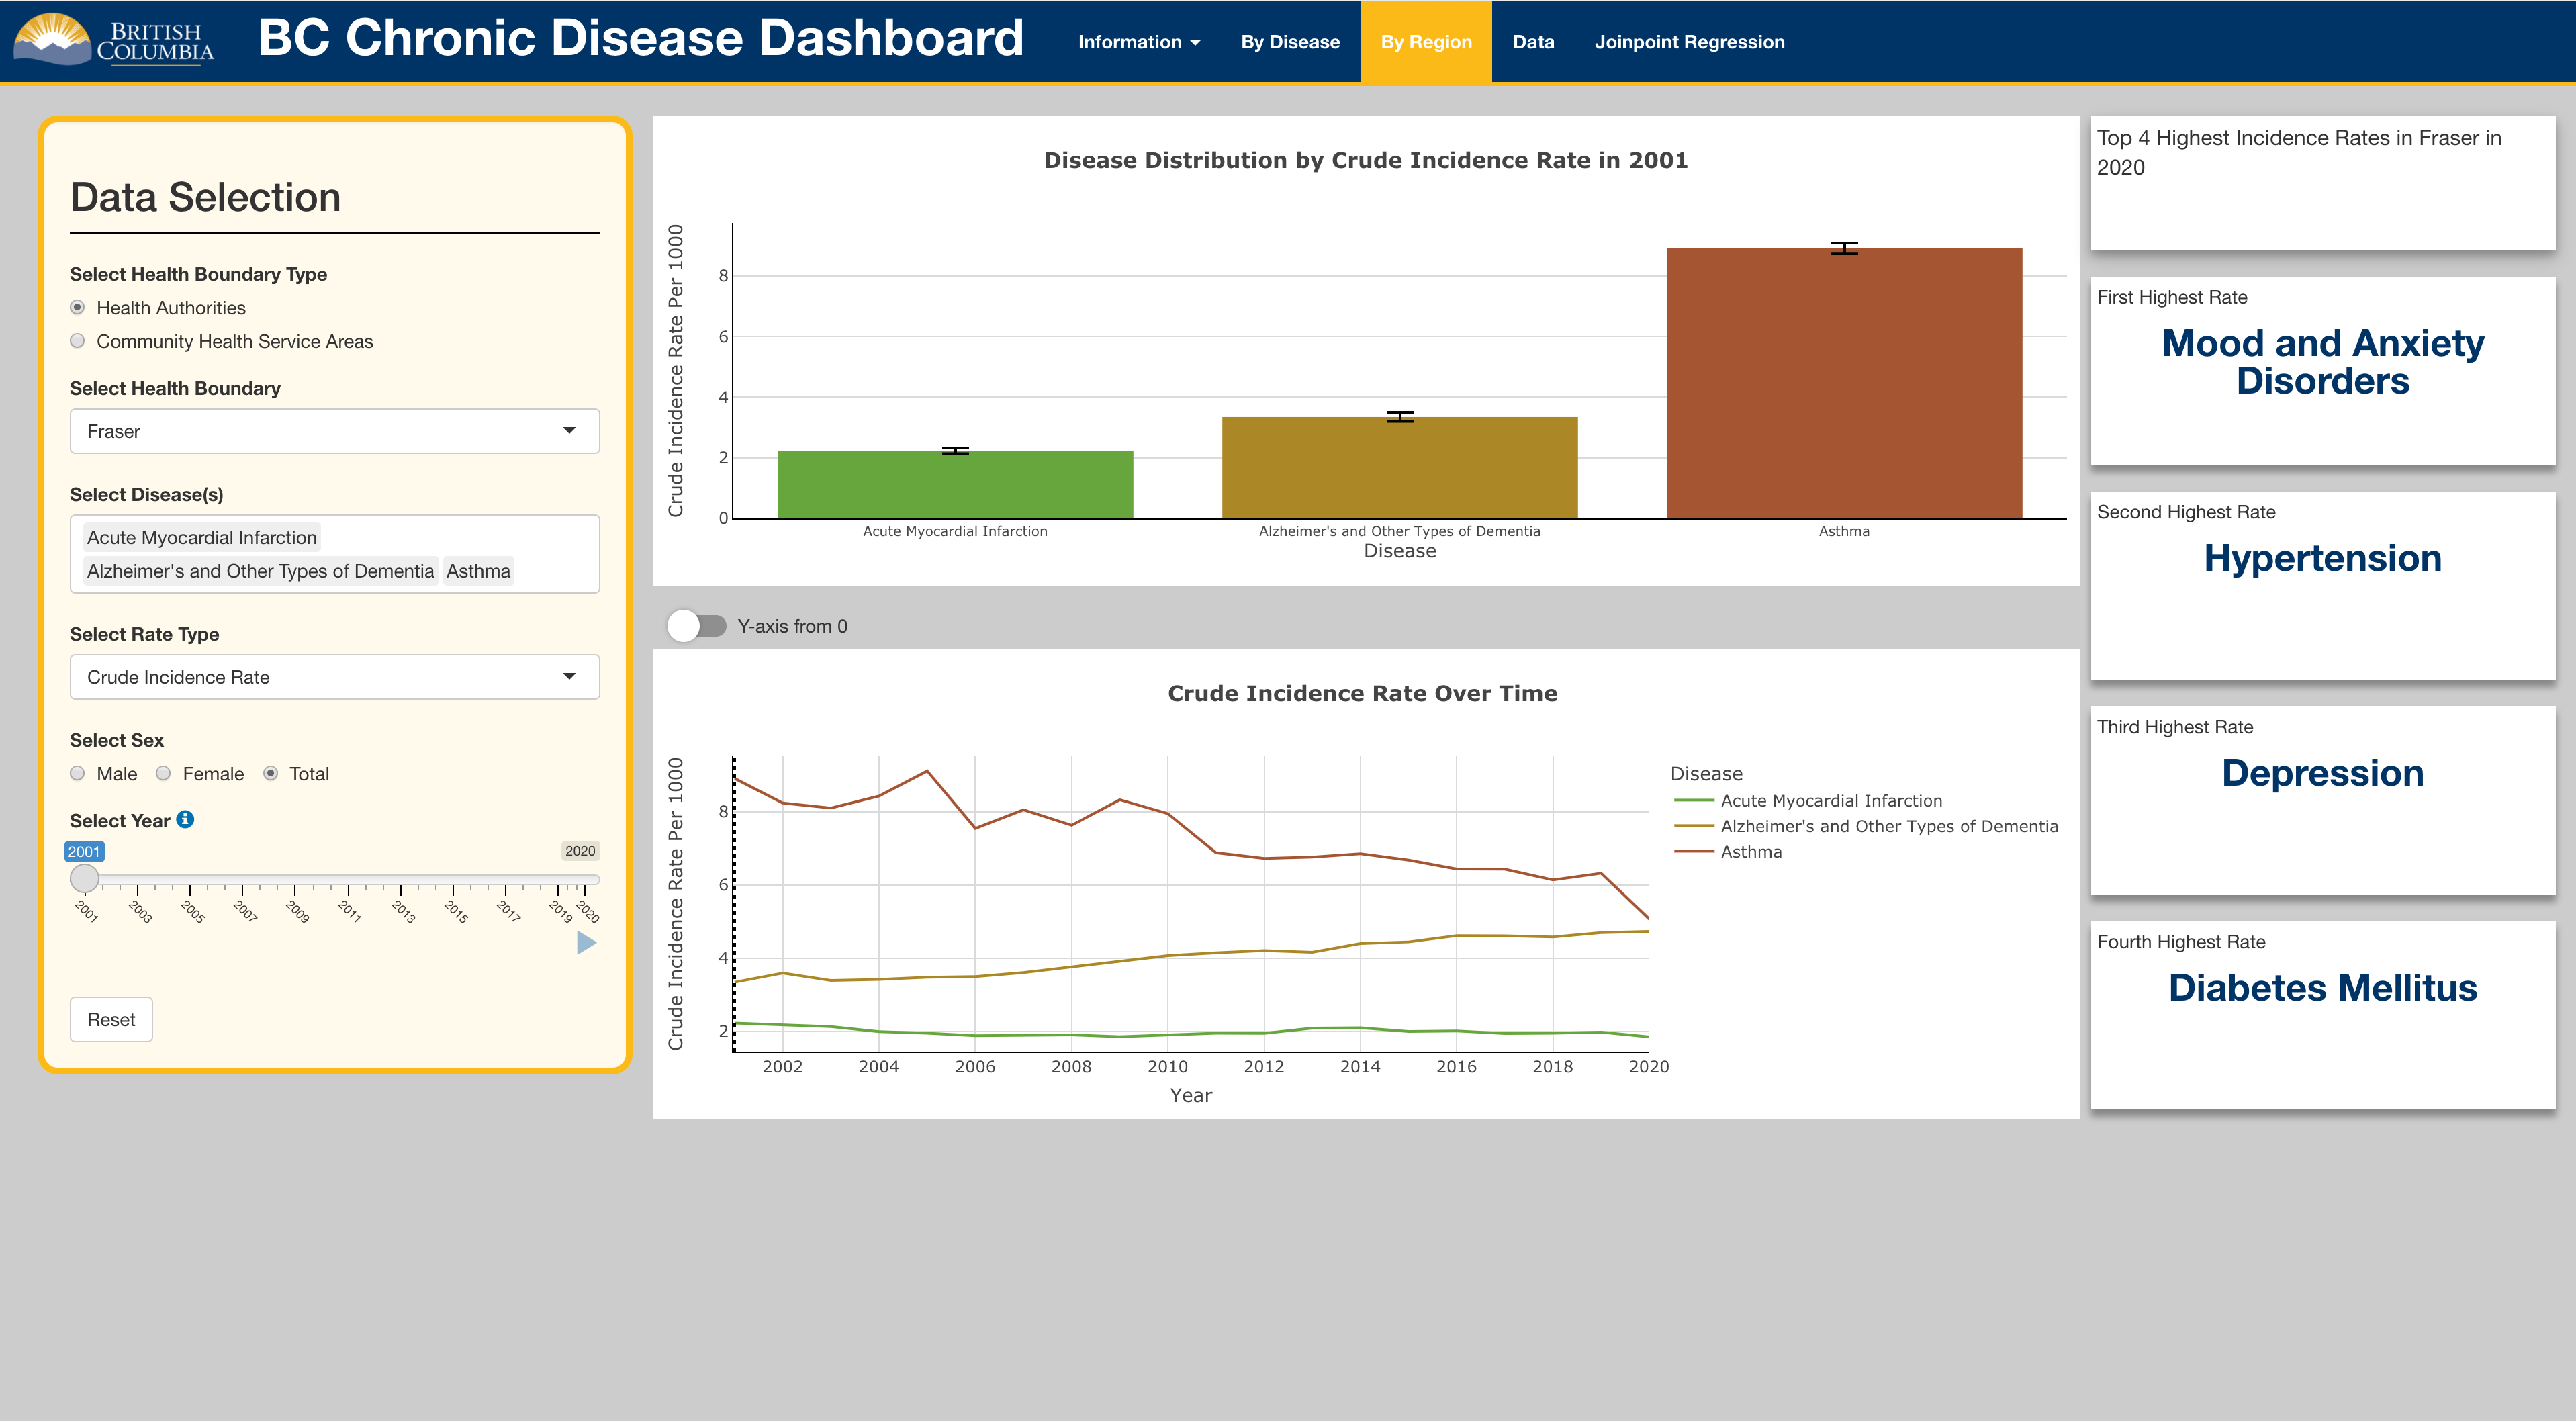 BRITISH
COLUMBIA
BC Chronic Disease Dashboard
Information
By Disease
By Region
Data
Joinpoint Regression
Data Selection
Select Health Boundary Type
Health Authorities
Community Health Service Areas
Select Health Boundary
Fraser
Select Disease(s)
Acute Myocardial Infarction
Alzheimer's and Other Types of Dementia Asthma
Select Rate Type
Crude Incidence Rate
Select Sex
Male Female Total
Select Year
2001 2020
2001 2003 2005 2007 2009 2011 2013 2015 2017 2019 2020
Reset
Disease Distribution by Crude Incidence Rate in 2001
Crude Incidence Rate Per 1000
8
6
4
2
0
Acute Myocardial Infarction
Alzheimer's and Other Types of Dementia
Asthma
Disease
Y-axis from 0
Crude Incidence Rate Over Time
Crude Incidence Rate Per 1000
8
6
4
2
2002 2004 2006 2008 2010 2012 2014 2016 2018 2020
Year
Disease
Acute Myocardial Infarction
Alzheimer's and Other Types of Dementia
Asthma
Top 4 Highest Incidence Rates in Fraser in
2020
First Highest Rate
Mood and Anxiety
Disorders
Second Highest Rate
Hypertension
Third Highest Rate
Depression
Fourth Highest Rate
Diabetes Mellitus